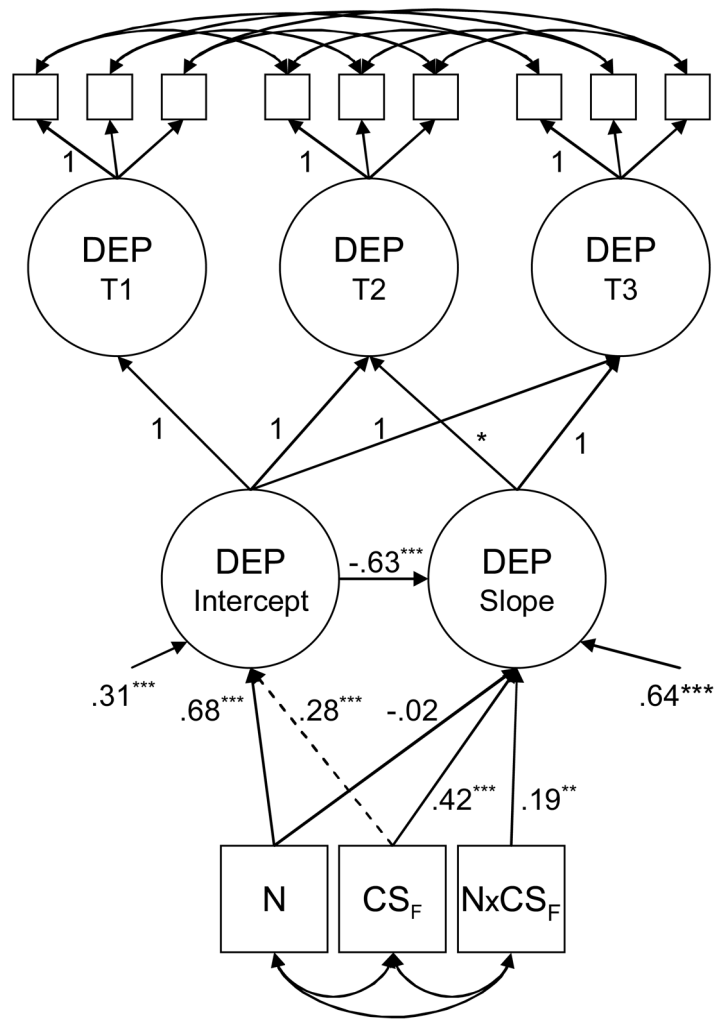 1
1
1
DEP
T1
DEP
T2
DEP
T3
1
1
1
*
1
DEP
Intercept
-.63***
DEP
Slope
.31***
.68***
.28***
-.02
.64***
.42***
.19**
N
CSF
NxCSF